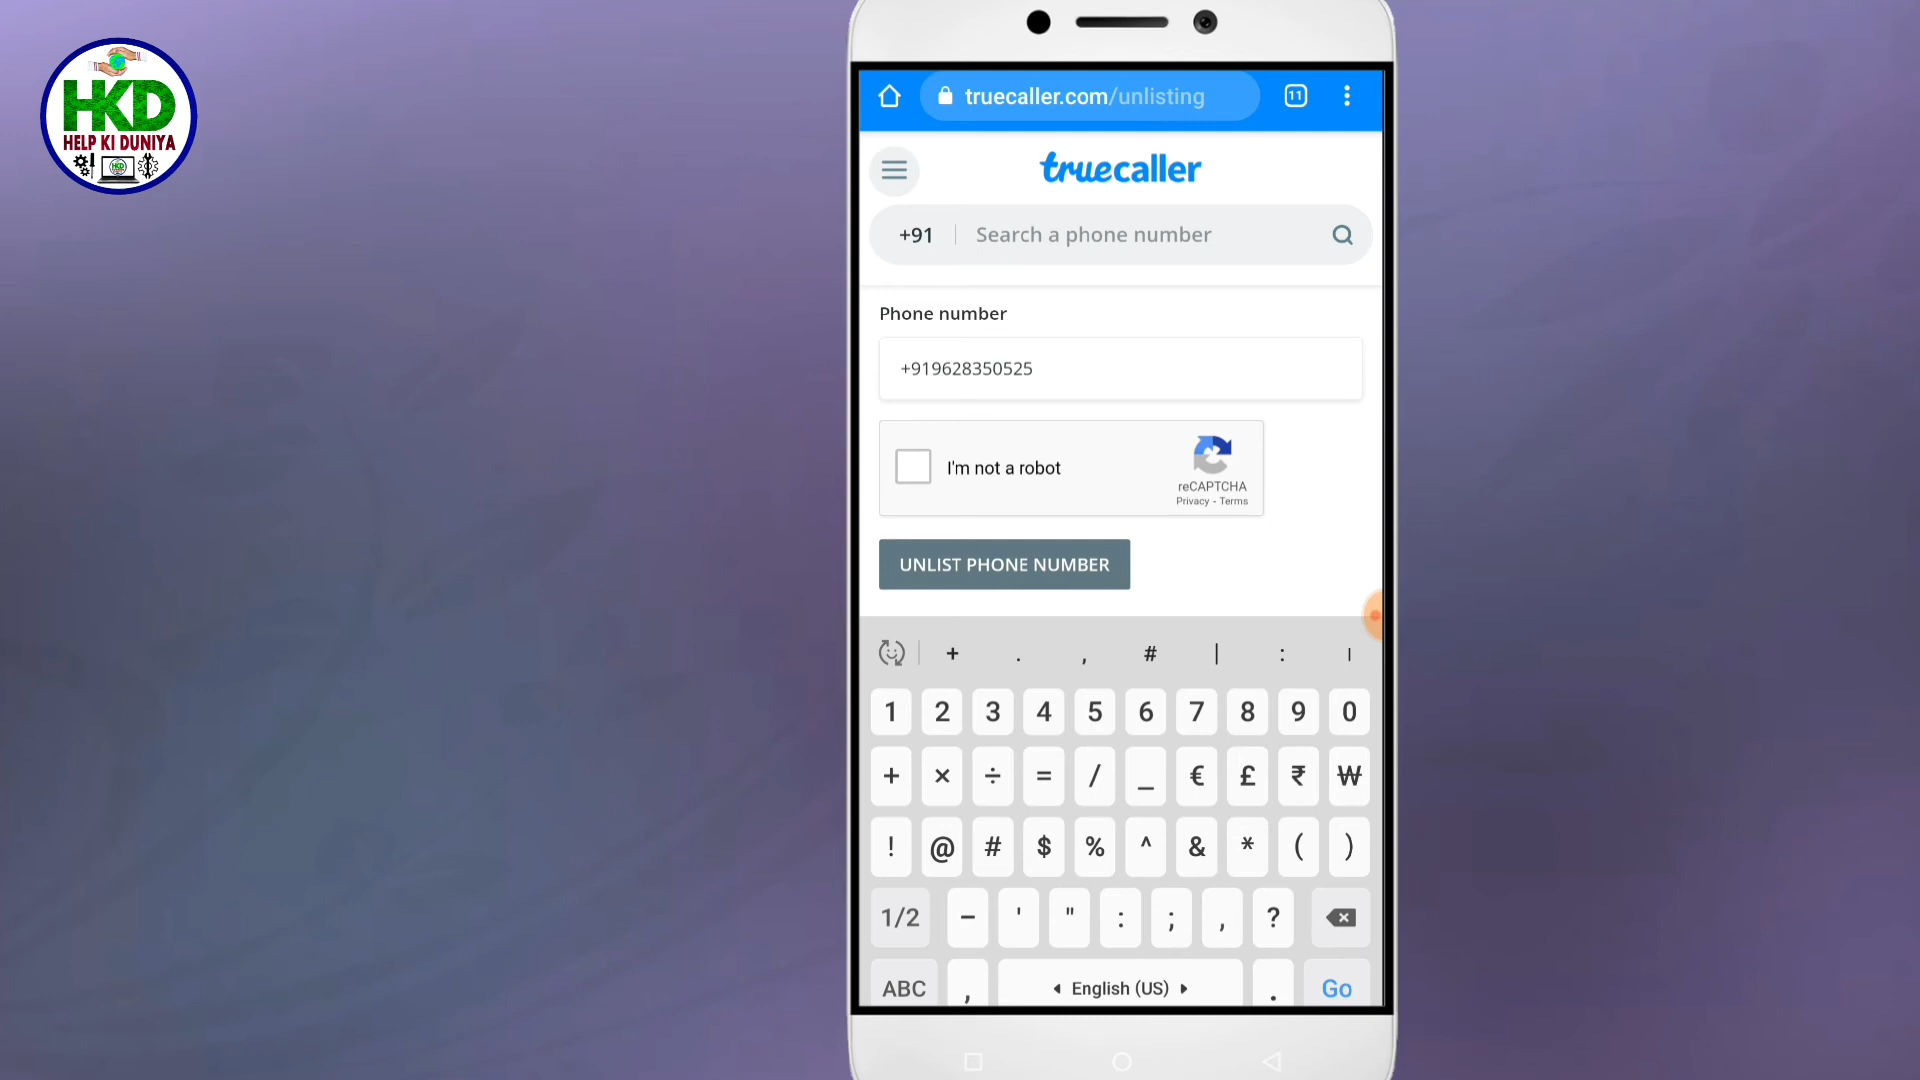 HKD
HELP KI DUNIYA
HKD
truecaller.com/unlisting
11
truecaller
+91
Search a phone number
Phone number
+919628350525
I'm not a robot
reCAPTCHA
Privacy - Terms
UNLIST PHONE NUMBER
+ . , # | : ।
1 2 3 4 5 6 7 8 9 0
+ × ÷ = / _ € £ ₹ ₩
! @ # $ % ^ & * ( )
1/2 - ' " : ; , ?
ABC , English (US) . Go